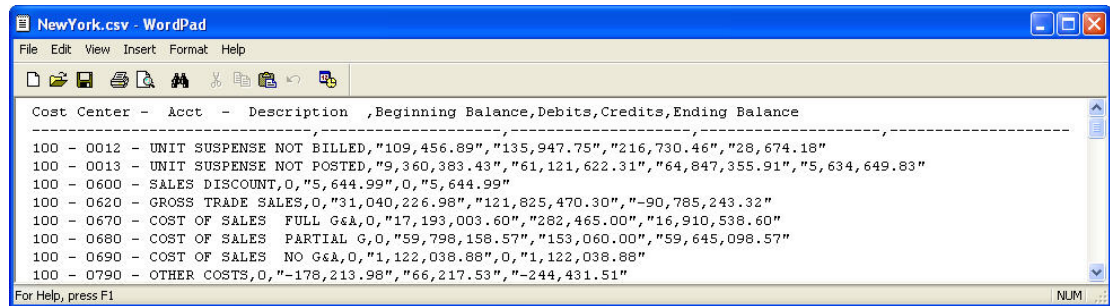 NewYork.csv - WordPad
File Edit View Insert Format Help
Cost Center - Acct - Description ,Beginning Balance,Debits,Credits,Ending Balance
--------------------------------,---------------------,---------------------,---------------------,---------------------
100 - 0012 - UNIT SUSPENSE NOT BILLED,"109,456.89","135,947.75","216,730.46","28,674.18"
100 - 0013 - UNIT SUSPENSE NOT POSTED,"9,360,383.43","61,121,622.31","64,847,355.91","5,634,649.83"
100 - 0600 - SALES DISCOUNT,0,"5,644.99",0,"5,644.99"
100 - 0620 - GROSS TRADE SALES,0,"31,040,226.98","121,825,470.30","-90,785,243.32"
100 - 0670 - COST OF SALES  FULL G&A,0,"17,193,003.60","282,465.00","16,910,538.60"
100 - 0680 - COST OF SALES  PARTIAL G,0,"59,798,158.57","153,060.00","59,645,098.57"
100 - 0690 - COST OF SALES  NO G&A,0,"1,122,038.88",0,"1,122,038.88"
100 - 0790 - OTHER COSTS,0,"-178,213.98","66,217.53","-244,431.51"
For Help, press F1
NUM